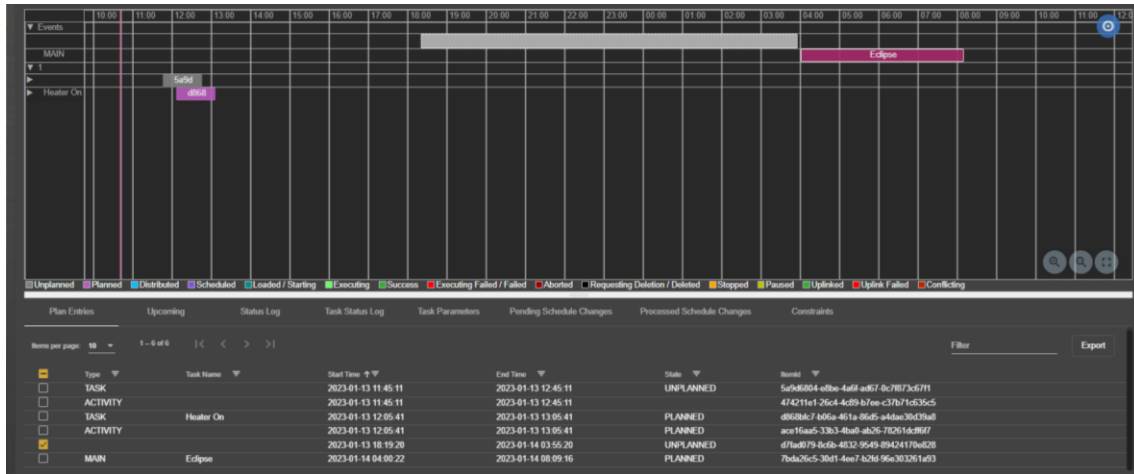 10:00 11:00 12:00 13:00 14:00 15:00 16:00 17:00 18:00 19:00 20:00 21:00 22:00 23:00 00:00 01:00 02:00 03:00 04:00 05:00 06:00 07:00 08:00 09:00 10:00 11:00 12:0
▼ Events
MAIN Eclipse
▼ 1
▶ 5a9d
▶ Heater On d868
Unplanned Planned Distributed Scheduled Loaded / Starting Executing Success Executing Failed / Failed Aborted Requesting Deletion / Deleted Stopped Paused Uplinked Uplink Failed Conflicting
Plan Entries Upcoming Status Log Task Status Log Task Parameters Pending Schedule Changes Processed Schedule Changes Constraints
Items per page: 10 1 – 6 of 6 Filter Export
Type Task Name Start Time End Time State ItemId
TASK 2023-01-13 11:45:11 2023-01-13 12:45:11 UNPLANNED 5a9d6804-e8be-4a6f-ad67-0c7f873c67f1
ACTIVITY 2023-01-13 11:45:11 2023-01-13 12:45:11 474211e1-26c4-4c89-b7ee-c37b71c635c5
TASK Heater On 2023-01-13 12:05:41 2023-01-13 13:05:41 PLANNED d868bfc7-b06a-461a-86d5-a4dae30d39a8
ACTIVITY 2023-01-13 12:05:41 2023-01-13 13:05:41 PLANNED ace16aa5-33b3-4ba0-ab26-78261dcff6f7
2023-01-13 18:19:20 2023-01-14 03:55:20 UNPLANNED d7fad079-8c6b-4832-9549-89424170e828
MAIN Eclipse 2023-01-14 04:00:22 2023-01-14 08:09:16 PLANNED 7bda26c5-30d1-4ee7-b2fd-96e303261a93